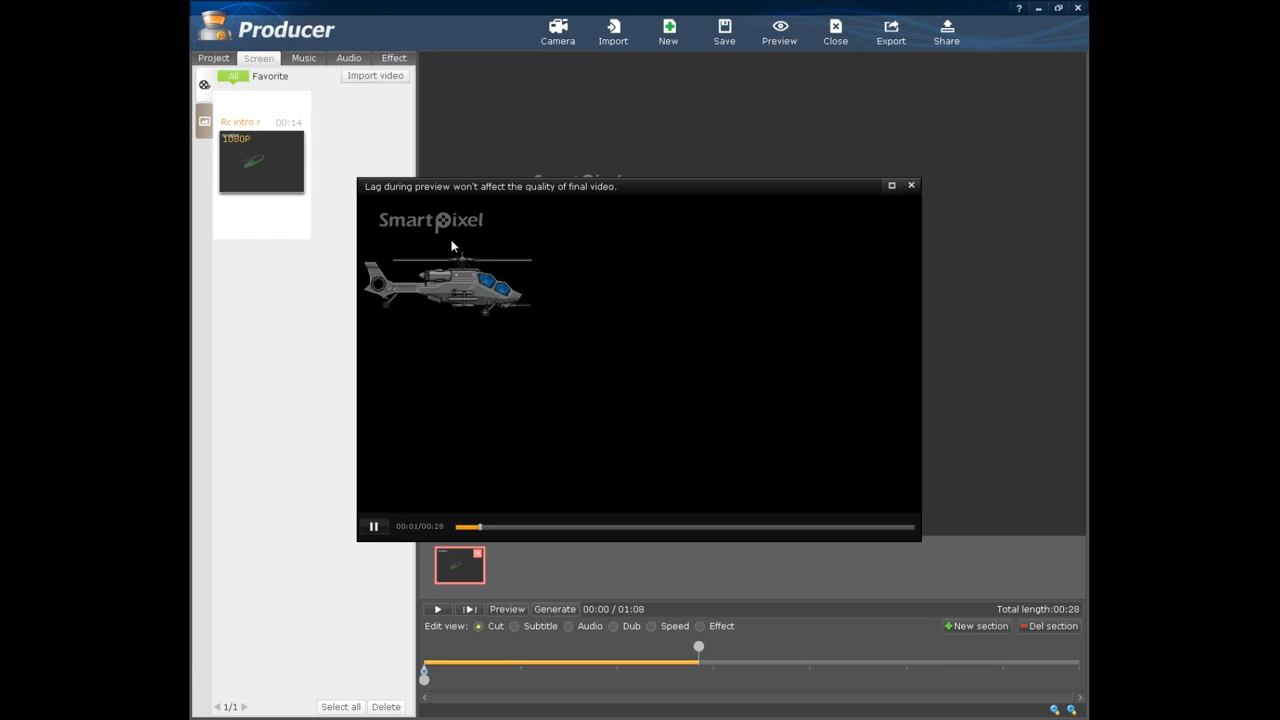 Producer
?
Camera Import New Save Preview Close Export Share
Project Screen Music Audio Effect
All Favorite Import video
Rc intro r 00:14
1080P
Lag during preview won't affect the quality of final video.
SmartPixel
00:01/00:28
Preview Generate 00:00 / 01:08 Total length:00:28
Edit view: Cut Subtitle Audio Dub Speed Effect New section Del section
1/1 Select all Delete